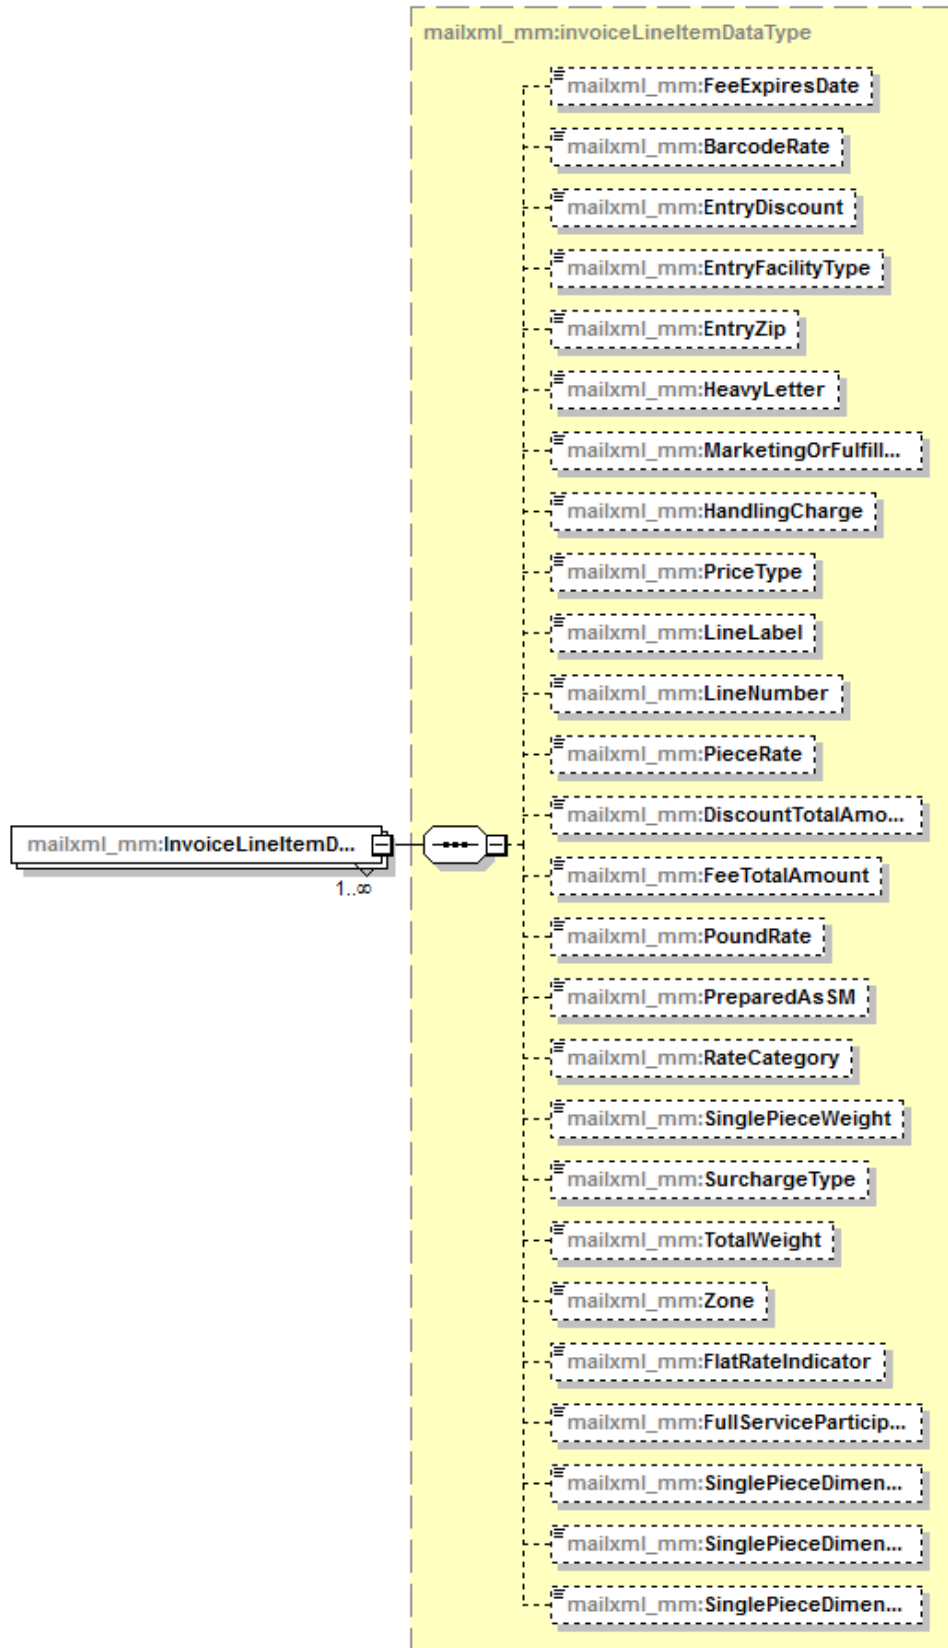 mailxml_mm:invoiceLineItemDataType
mailxml_mm:FeeExpiresDate
mailxml_mm:BarcodeRate
mailxml_mm:EntryDiscount
mailxml_mm:EntryFacilityType
mailxml_mm:EntryZip
mailxml_mm:HeavyLetter
mailxml_mm:MarketingOrFulfill...
mailxml_mm:HandlingCharge
mailxml_mm:PriceType
mailxml_mm:LineLabel
mailxml_mm:LineNumber
mailxml_mm:PieceRate
mailxml_mm:DiscountTotalAmo...
mailxml_mm:InvoiceLineItemD...
1..∞
mailxml_mm:FeeTotalAmount
mailxml_mm:PoundRate
mailxml_mm:PreparedAsSM
mailxml_mm:RateCategory
mailxml_mm:SinglePieceWeight
mailxml_mm:SurchargeType
mailxml_mm:TotalWeight
mailxml_mm:Zone
mailxml_mm:FlatRateIndicator
mailxml_mm:FullServiceParticip...
mailxml_mm:SinglePieceDimen...
mailxml_mm:SinglePieceDimen...
mailxml_mm:SinglePieceDimen...